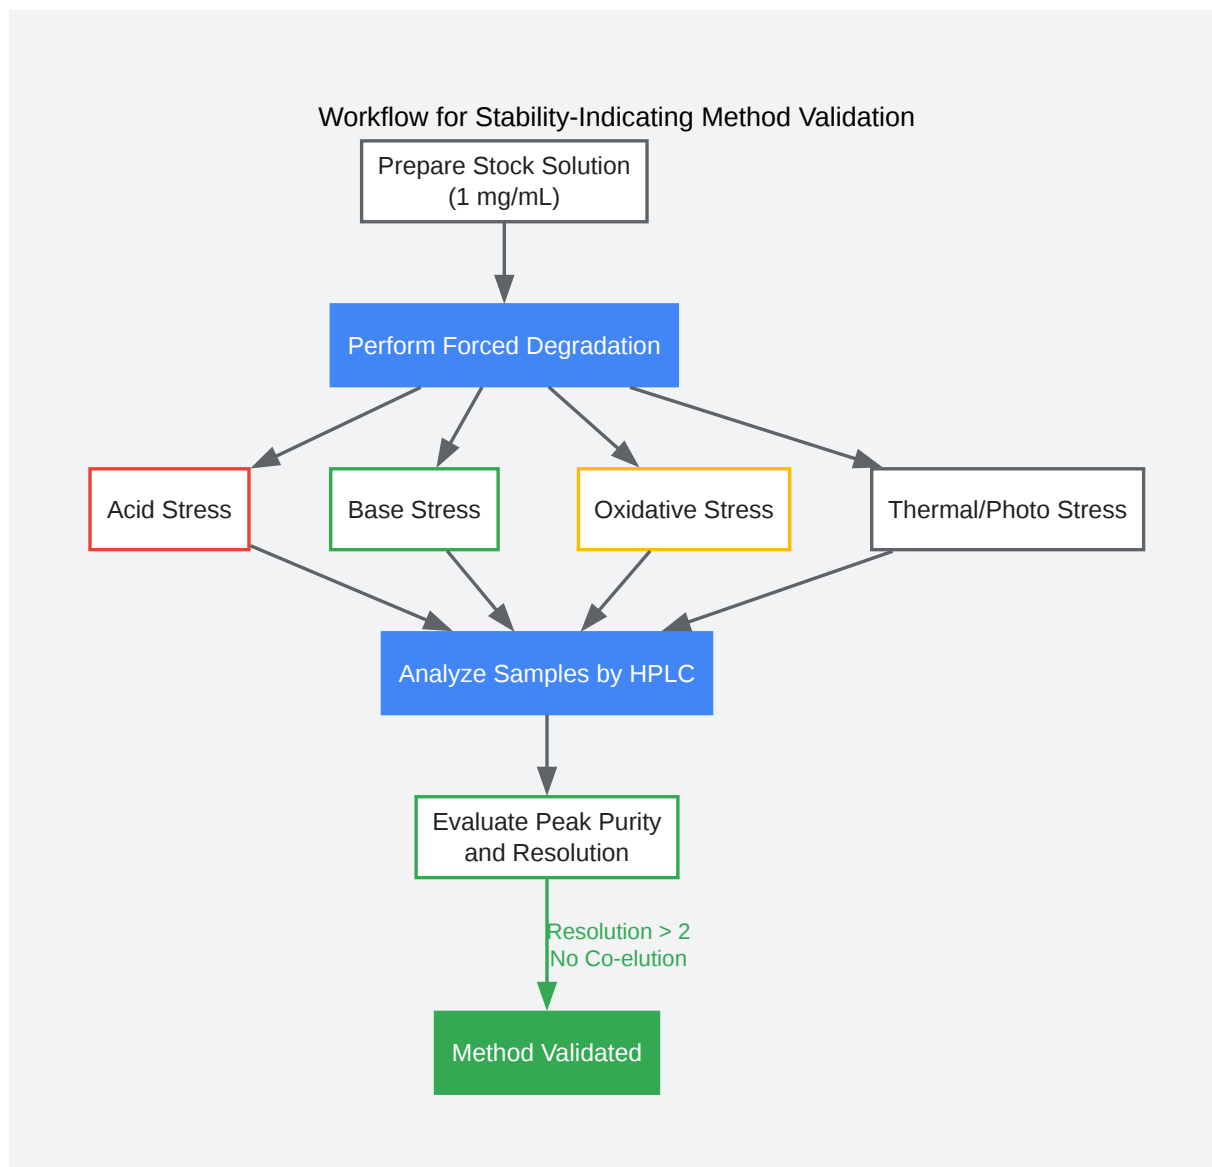 Workflow for Stability-Indicating Method Validation
Prepare Stock Solution
(1 mg/mL)
Perform Forced Degradation
Acid Stress
Base Stress
Oxidative Stress
Thermal/Photo Stress
Analyze Samples by HPLC
Evaluate Peak Purity
and Resolution
Resolution > 2
No Co-elution
Method Validated